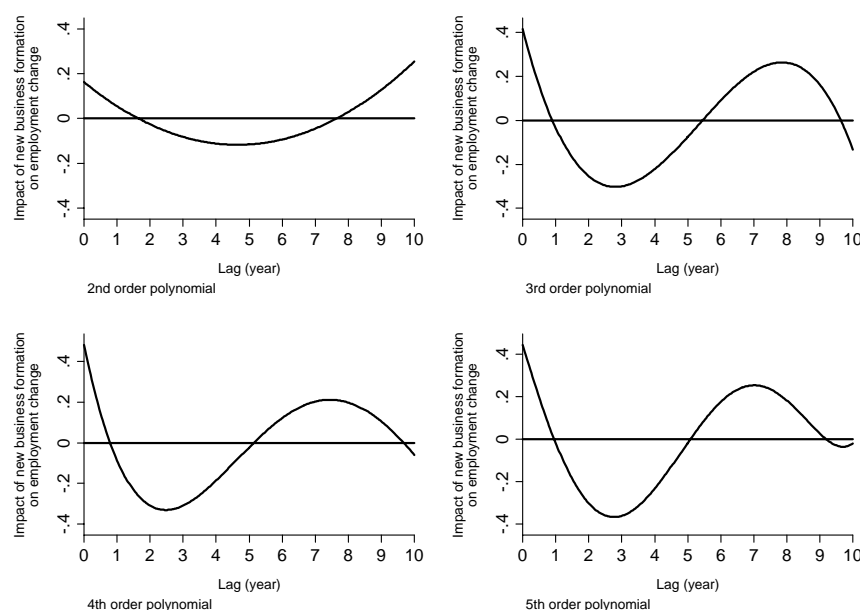 Impact of new business formation
on employment change
.4
.2
0
-.2
-.4
0 1 2 3 4 5 6 7 8 9 10
Lag (year)
2nd order polynomial
Impact of new business formation
on employment change
.4
.2
0
-.2
-.4
0 1 2 3 4 5 6 7 8 9 10
Lag (year)
3rd order polynomial
Impact of new business formation
on employment change
.4
.2
0
-.2
-.4
0 1 2 3 4 5 6 7 8 9 10
Lag (year)
4th order polynomial
Impact of new business formation
on employment change
.4
.2
0
-.2
-.4
0 1 2 3 4 5 6 7 8 9 10
Lag (year)
5th order polynomial